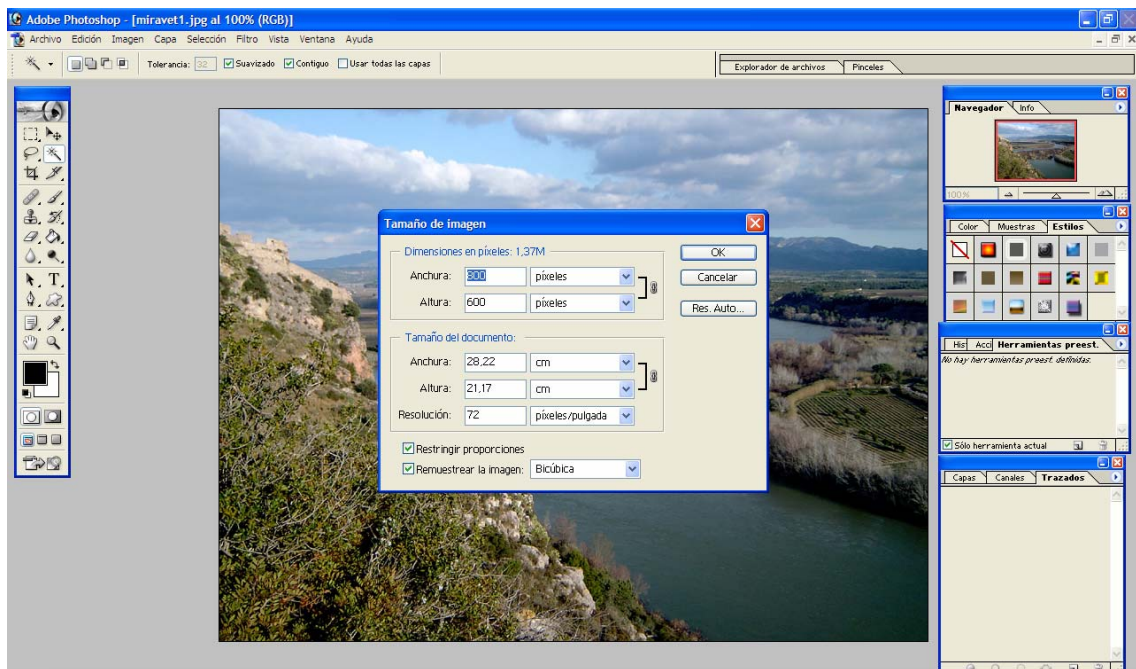 Adobe Photoshop - [miravet1.jpg al 100% (RGB)]
Archivo Edición Imagen Capa Selección Filtro Vista Ventana Ayuda
Tolerancia: 32 Suavizado Contiguo Usar todas las capas
Explorador de archivos Pinceles
Navegador Info
100%
Color Muestras Estilos
His Acci Herramientas preest.
No hay herramientas preest. definidas.
Sólo herramienta actual
Capas Canales Trazados
Tamaño de imagen
Dimensiones en píxeles: 1,37M
Anchura: 800 píxeles
Altura: 600 píxeles
OK
Cancelar
Res. Auto...
Tamaño del documento:
Anchura: 28,22 cm
Altura: 21,17 cm
Resolución: 72 píxeles/pulgada
Restringir proporciones
Remuestrear la imagen: Bicúbica